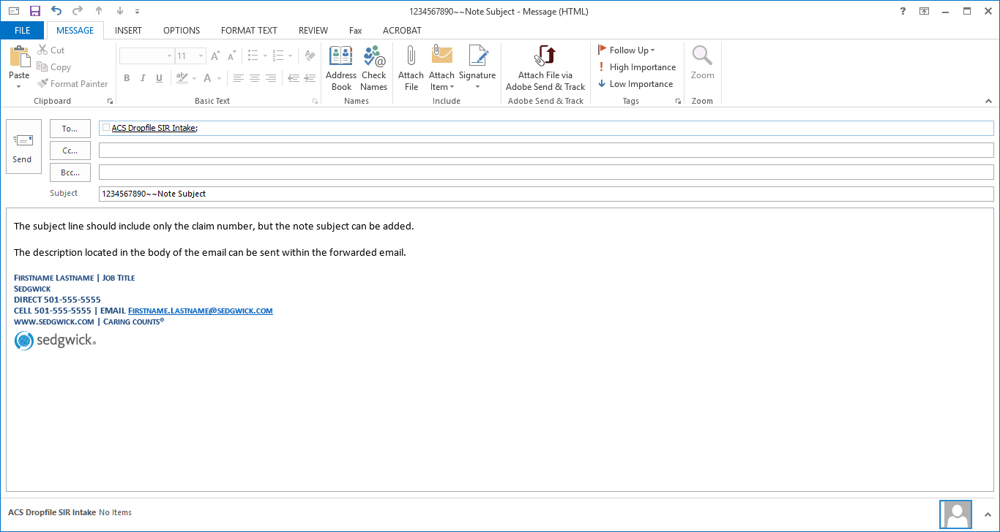 1234567890~~Note Subject - Message (HTML)
?
FILE MESSAGE INSERT OPTIONS FORMAT TEXT REVIEW Fax ACROBAT
Paste
Cut
Copy
Format Painter
Clipboard
11
B I U
Basic Text
Address Book
Check Names
Names
Attach File
Attach Item
Signature
Include
Attach File via
Adobe Send & Track
Adobe Send & Track
Follow Up
High Importance
Low Importance
Tags
Zoom
Zoom
Send
To... ACS Dropfile SIR Intake;
Cc...
Bcc...
Subject 1234567890~~Note Subject
The subject line should include only the claim number, but the note subject can be added.
The description located in the body of the email can be sent within the forwarded email.
Firstname Lastname | Job Title
Sedgwick
DIRECT 501-555-5555
CELL 501-555-5555 | EMAIL Firstname.Lastname@sedgwick.com
www.sedgwick.com | Caring counts®
sedgwick®
ACS Dropfile SIR Intake No Items